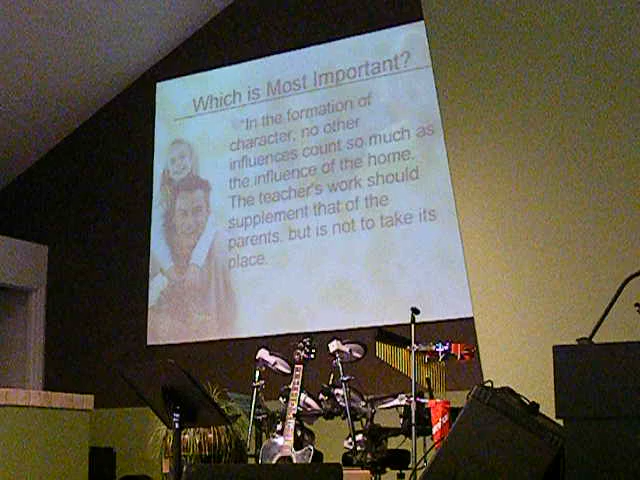 Which is Most Important?
"In the formation of
character, no other
influences count so much as
the influence of the home.
The teacher's work should
supplement that of the
parents, but is not to take its
place.